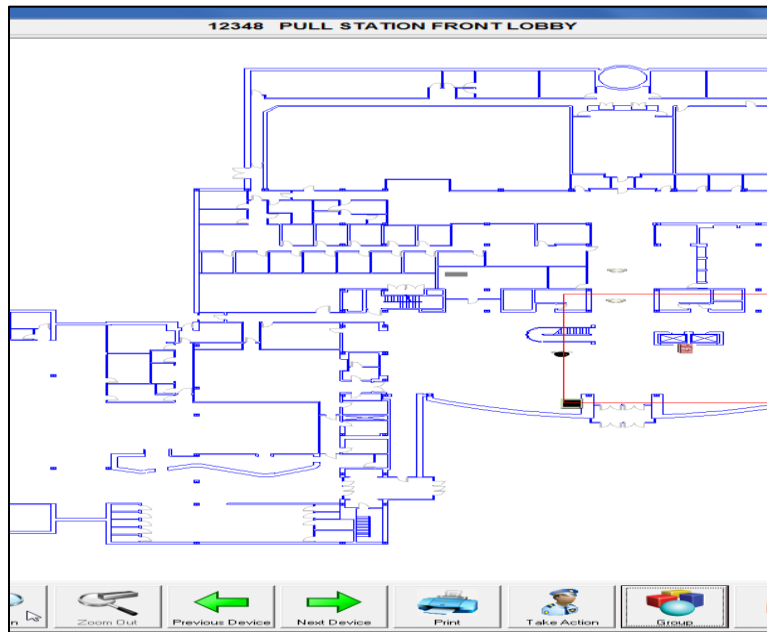 12348 PULL STATION FRONT LOBBY
Zoom Out
Previous Device
Next Device
Print
Take Action
Group